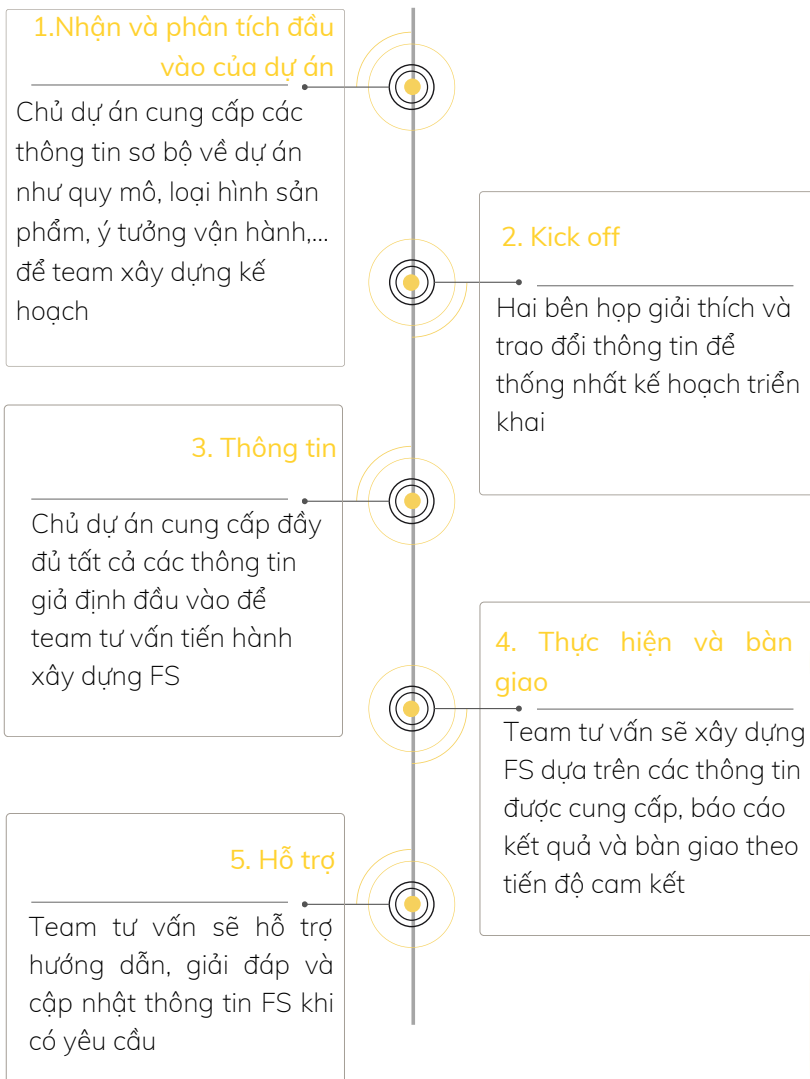 1.Nhận và phân tích đầu
vào của dự án
Chủ dự án cung cấp các
thông tin sơ bộ về dự án
như quy mô, loại hình sản
phẩm, ý tưởng vận hành,...
để team xây dựng kế
hoạch
2. Kick off
Hai bên họp giải thích và
trao đổi thông tin để
thống nhất kế hoạch triển
khai
3. Thông tin
Chủ dự án cung cấp đầy
đủ tất cả các thông tin
giả định đầu vào để
team tư vấn tiến hành
xây dựng FS
4. Thực hiện và bàn
giao
Team tư vấn sẽ xây dựng
FS dựa trên các thông tin
được cung cấp, báo cáo
kết quả và bàn giao theo
tiến độ cam kết
5. Hỗ trợ
Team tư vấn sẽ hỗ trợ
hướng dẫn, giải đáp và
cập nhật thông tin FS khi
có yêu cầu